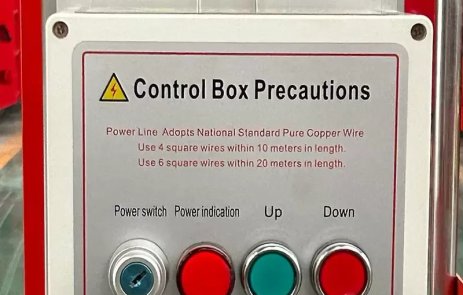 Control Box Precautions
Power Line Adopts National Standard Pure Copper Wire
Use 4 square wires within 10 meters in length.
Use 6 square wires within 20 meters in length.
Power switch Power indication Up Down